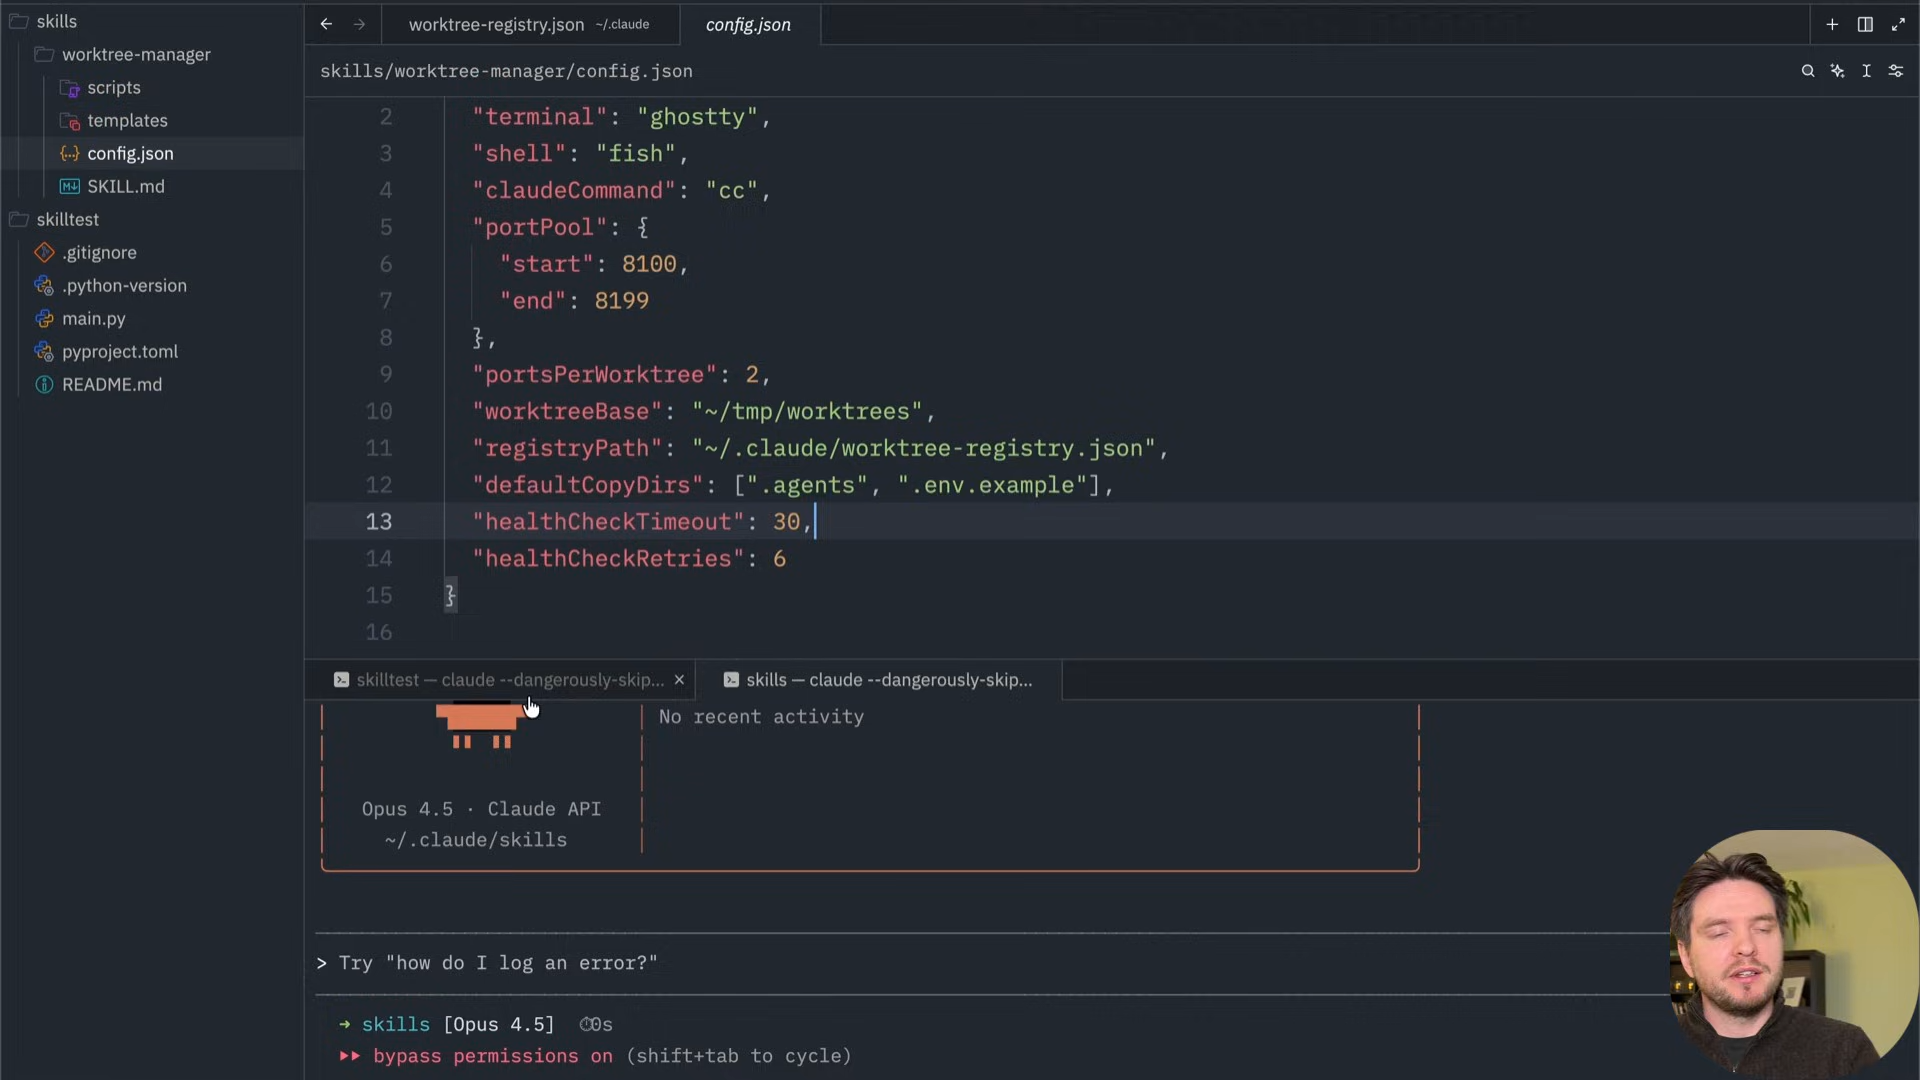 skills
worktree-manager
scripts
templates
config.json
SKILL.md
skilltest
.gitignore
.python-version
main.py
pyproject.toml
README.md
worktree-registry.json ~/.claude
config.json
skills/worktree-manager/config.json
2 "terminal": "ghostty",
3 "shell": "fish",
4 "claudeCommand": "cc",
5 "portPool": {
6 "start": 8100,
7 "end": 8199
8 },
9 "portsPerWorktree": 2,
10 "worktreeBase": "~/tmp/worktrees",
11 "registryPath": "~/.claude/worktree-registry.json",
12 "defaultCopyDirs": [".agents", ".env.example"],
13 "healthCheckTimeout": 30,
14 "healthCheckRetries": 6
15 }
16
skilltest — claude --dangerously-skip...
skills — claude --dangerously-skip...
No recent activity
Opus 4.5 · Claude API
~/.claude/skills
> Try "how do I log an error?"
➜ skills [Opus 4.5] ⏱0s
▸▸ bypass permissions on (shift+tab to cycle)